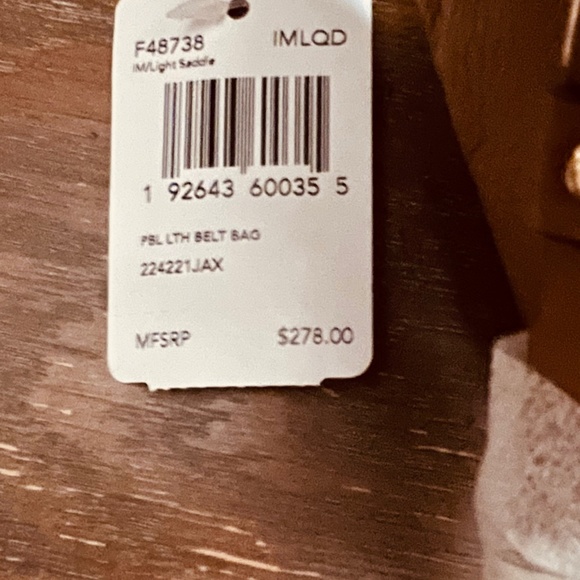 F48738 IMLQD
IM/Light Saddle
1 92643 60035 5
PBL LTH BELT BAG
224221JAX
MFSRP $278.00